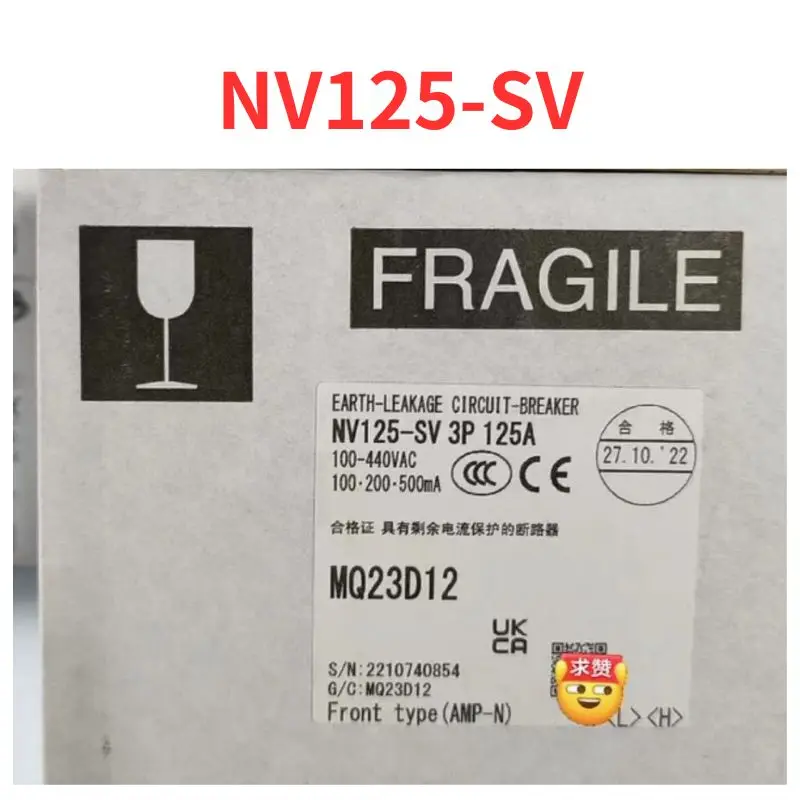 NV125-SV
FRAGILE
EARTH-LEAKAGE CIRCUIT-BREAKER
NV125-SV 3P 125A
100-440VAC
100·200·500mA
CCC CE
合格
27.10.'22
合格证 具有剩余电流保护的断路器
MQ23D12
UK
CA
S/N:2210740854
G/C:MQ23D12
求赞
Front type(AMP-N)
<L><H>